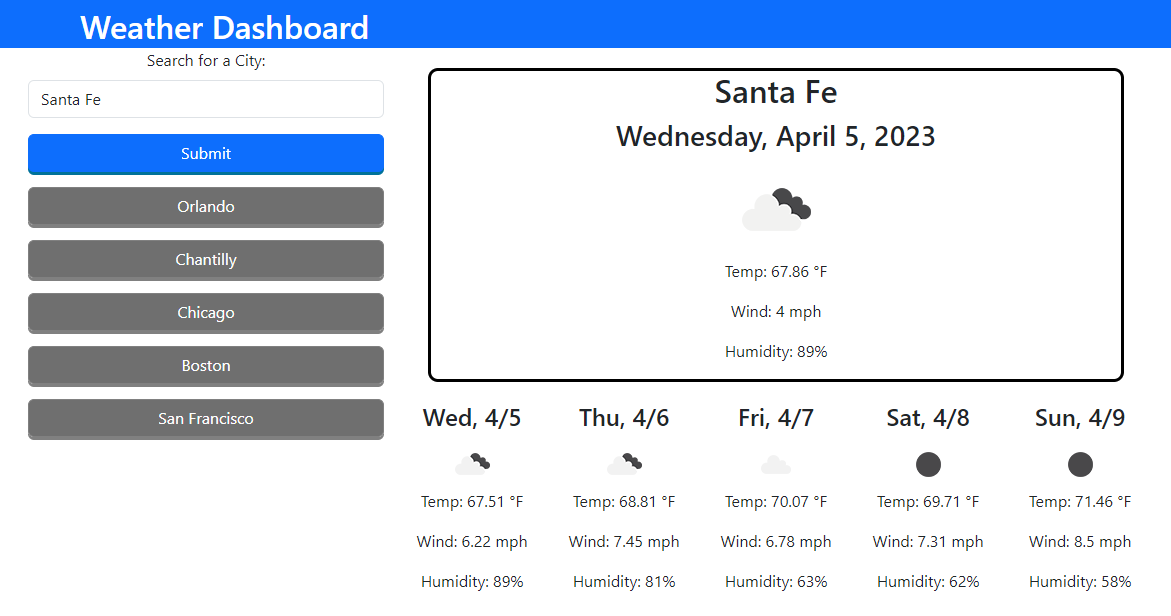 Weather Dashboard
Search for a City:
Santa Fe
Submit
Orlando
Chantilly
Chicago
Boston
San Francisco
Santa Fe
Wednesday, April 5, 2023
Temp: 67.86 °F
Wind: 4 mph
Humidity: 89%
Wed, 4/5
Temp: 67.51 °F
Wind: 6.22 mph
Humidity: 89%
Thu, 4/6
Temp: 68.81 °F
Wind: 7.45 mph
Humidity: 81%
Fri, 4/7
Temp: 70.07 °F
Wind: 6.78 mph
Humidity: 63%
Sat, 4/8
Temp: 69.71 °F
Wind: 7.31 mph
Humidity: 62%
Sun, 4/9
Temp: 71.46 °F
Wind: 8.5 mph
Humidity: 58%